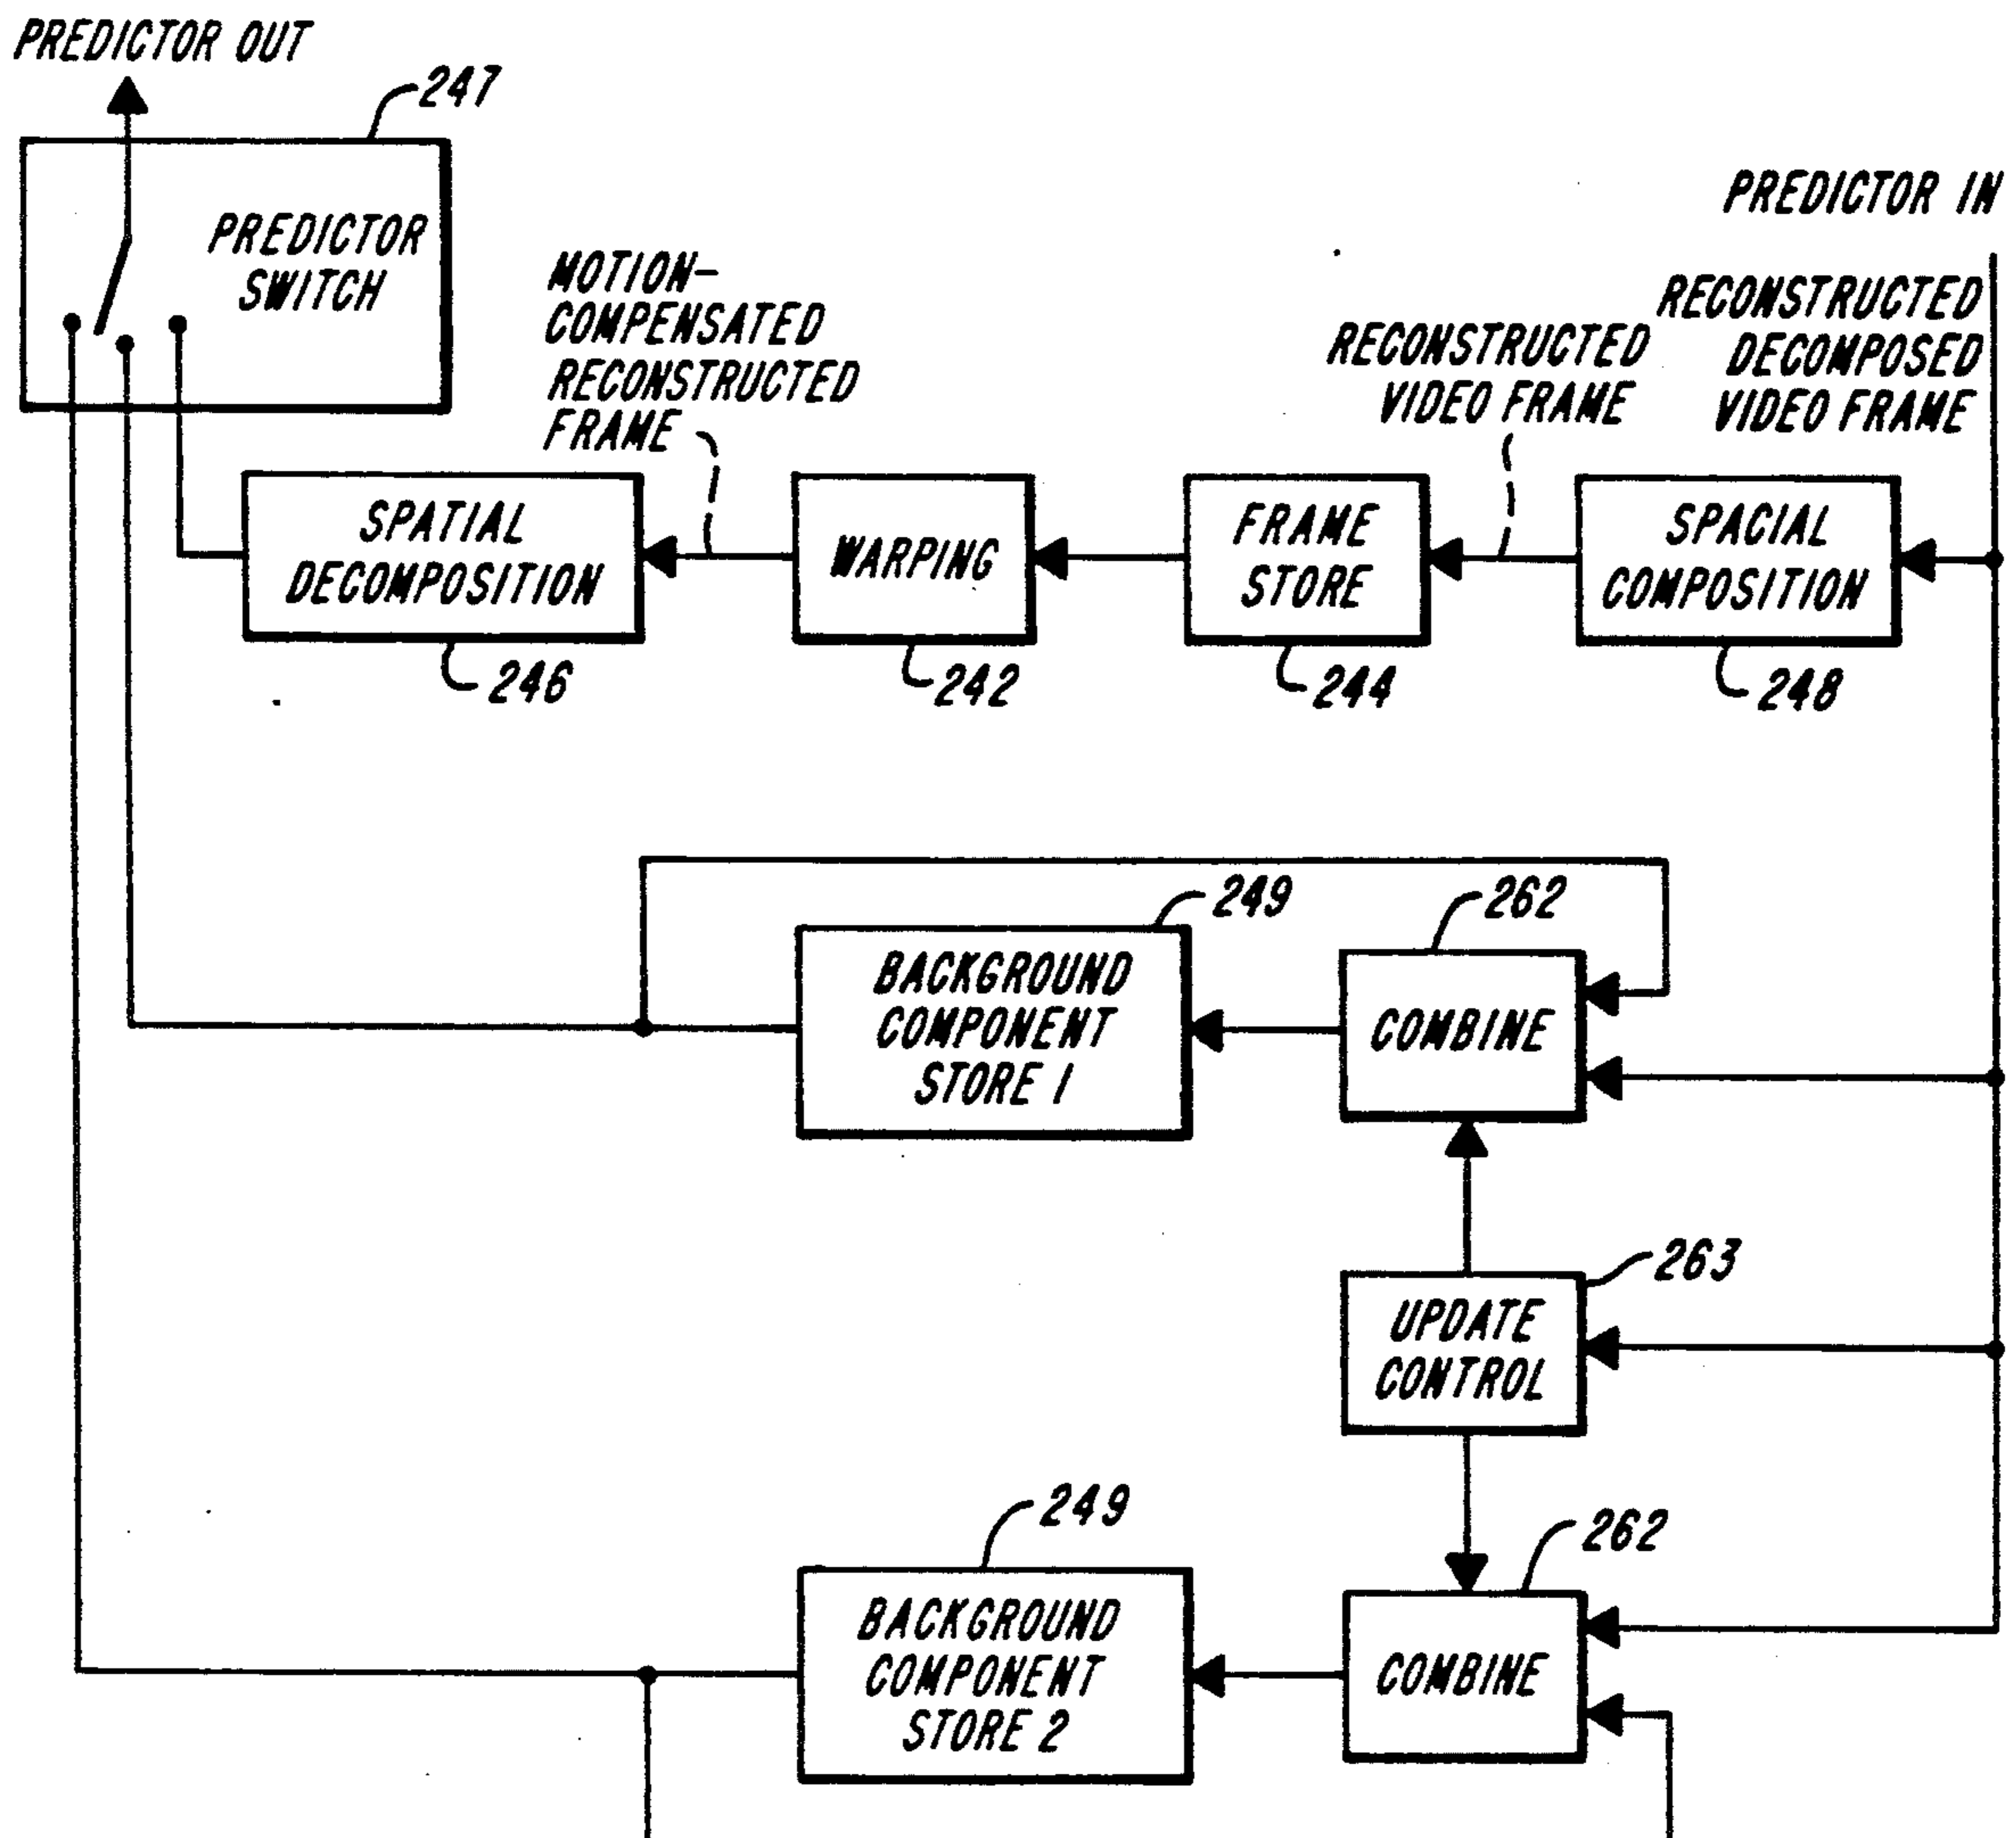 PREDICTOR OUT
247
PREDICTOR
SWITCH
PREDICTOR IN
MOTION-
COMPENSATED
RECONSTRUCTED
FRAME
RECONSTRUCTED
VIDEO FRAME
RECONSTRUCTED
DECOMPOSED
VIDEO FRAME
SPATIAL
DECOMPOSITION
246
WARPING
242
FRAME
STORE
244
SPACIAL
COMPOSITION
248
249
BACKGROUND
COMPONENT
STORE 1
262
COMBINE
263
UPDATE
CONTROL
249
BACKGROUND
COMPONENT
STORE 2
262
COMBINE